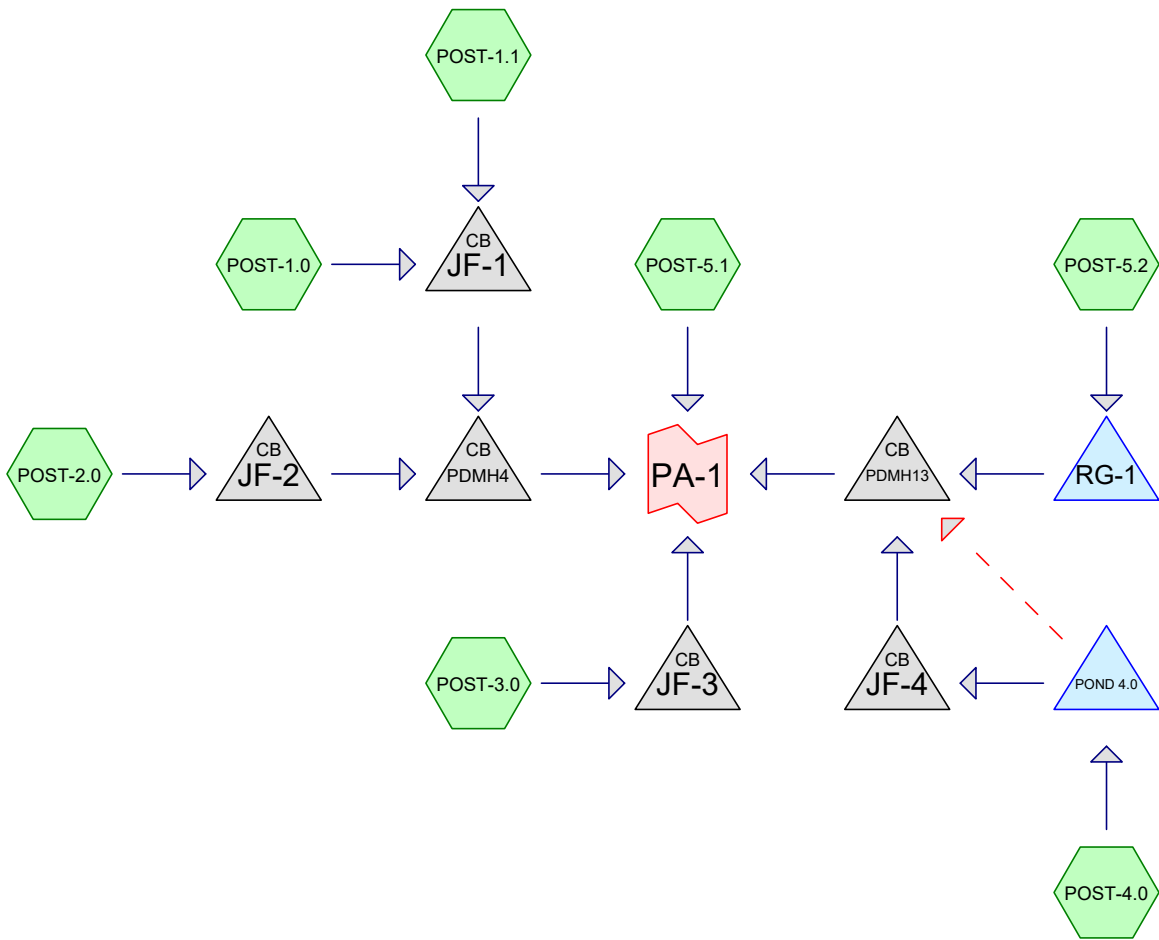 POST-1.1
CB
JF-1
POST-1.0
POST-5.1
POST-5.2
POST-2.0
CB
JF-2
CB
PDMH4
PA-1
CB
PDMH13
RG-1
POST-3.0
CB
JF-3
CB
JF-4
POND 4.0
POST-4.0